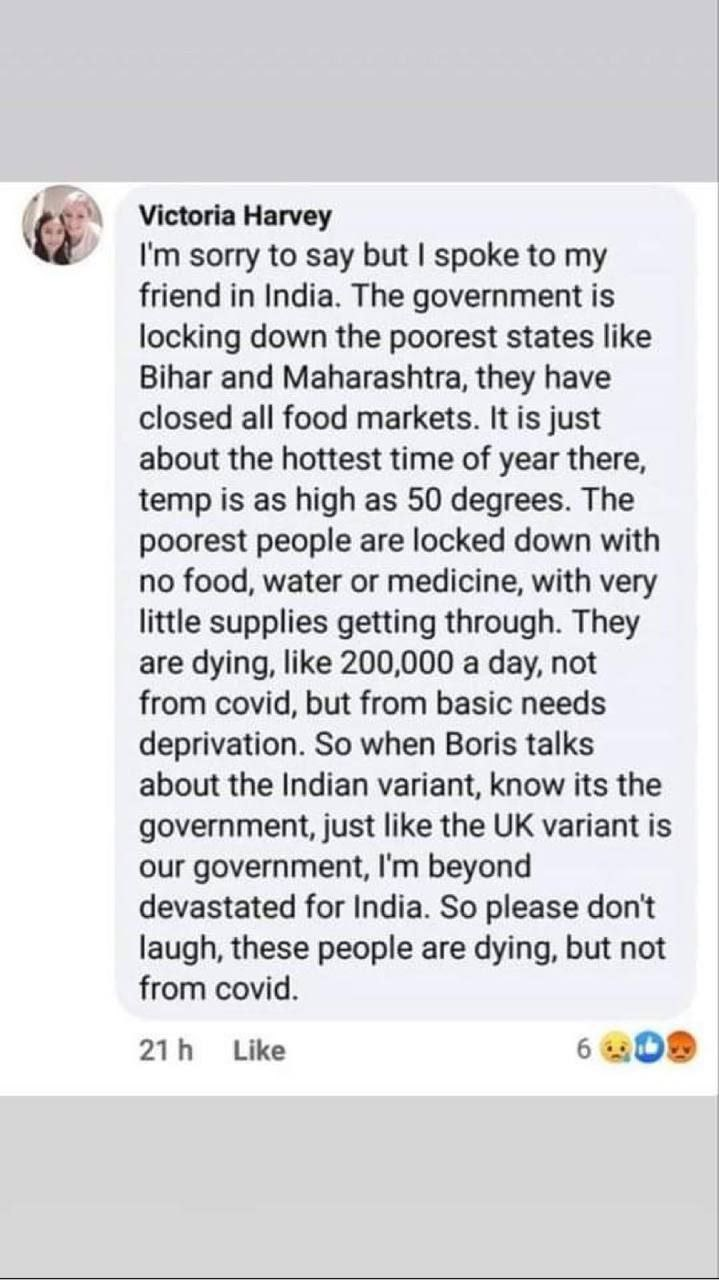 Victoria Harvey
I'm sorry to say but I spoke to my
friend in India. The government is
locking down the poorest states like
Bihar and Maharashtra, they have
closed all food markets. It is just
about the hottest time of year there,
temp is as high as 50 degrees. The
poorest people are locked down with
no food, water or medicine, with very
little supplies getting through. They
are dying, like 200,000 a day, not
from covid, but from basic needs
deprivation. So when Boris talks
about the Indian variant, know its the
government, just like the UK variant is
our government, I'm beyond
devastated for India. So please don't
laugh, these people are dying, but not
from covid.
21 h Like 6